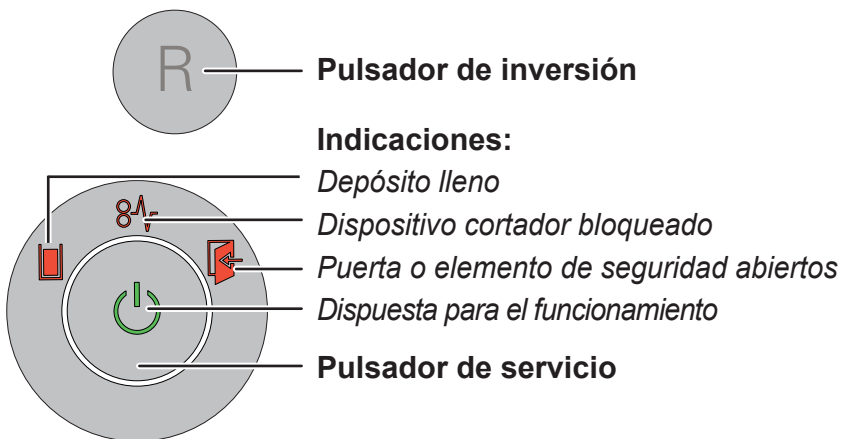 R
Pulsador de inversión
Indicaciones:
Depósito lleno
Dispositivo cortador bloqueado
Puerta o elemento de seguridad abiertos
Dispuesta para el funcionamiento
Pulsador de servicio